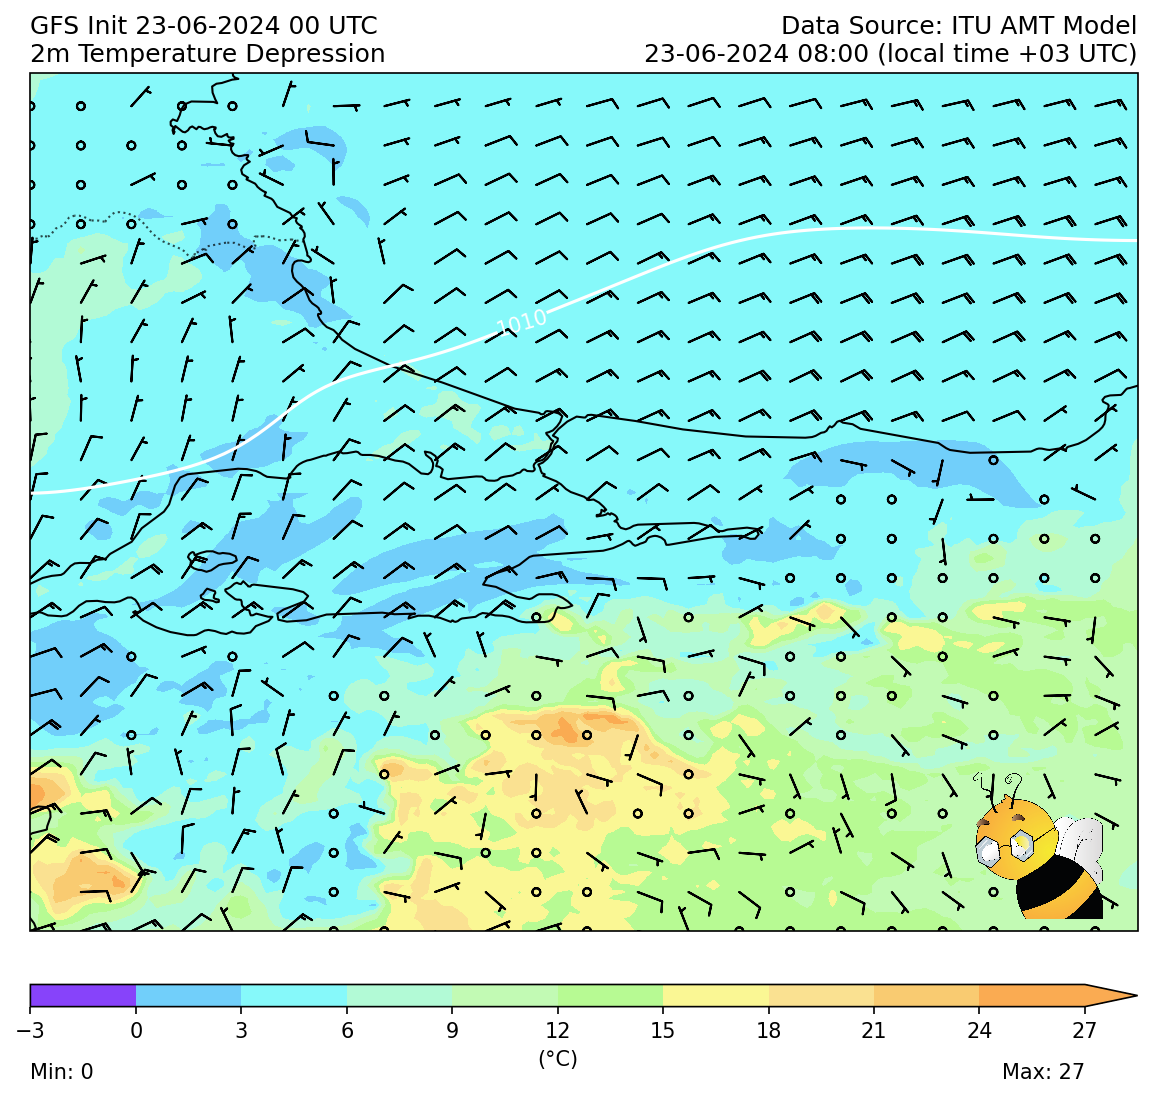 GFS Init 23-06-2024 00 UTC
Data Source: ITU AMT Model
2m Temperature Depression
23-06-2024 08:00 (local time +03 UTC)
1010
−3 0 3 6 9 12 15 18 21 24 27
(°C)
Min: 0
Max: 27